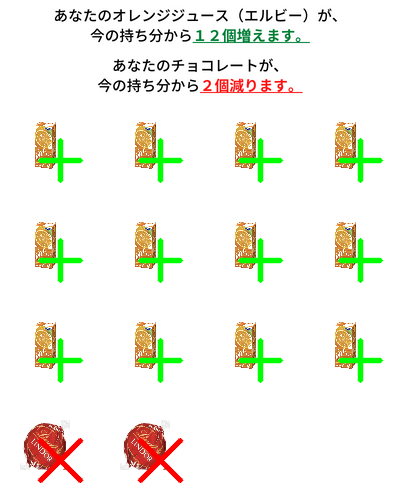 あなたのオレンジジュース（エルビー）が、
今の持ち分から１２個増えます。
あなたのチョコレートが、
今の持ち分から２個減ります。
LINDOR LINDOR